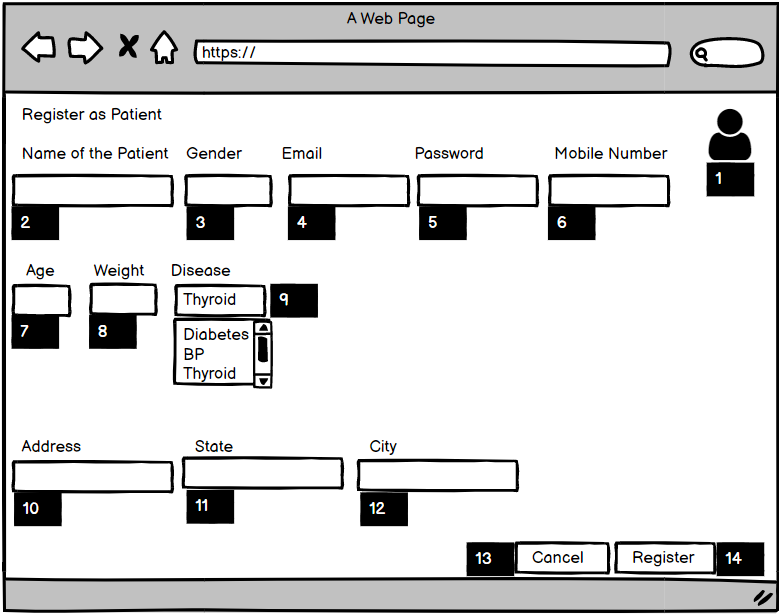 A Web Page
https://
Register as Patient
1
Name of the Patient Gender Email Password Mobile Number
2 3 4 5 6
Age Weight Disease
Thyroid 9
7 8
Diabetes
BP
Thyroid
Address State City
10 11 12
13 Cancel Register 14